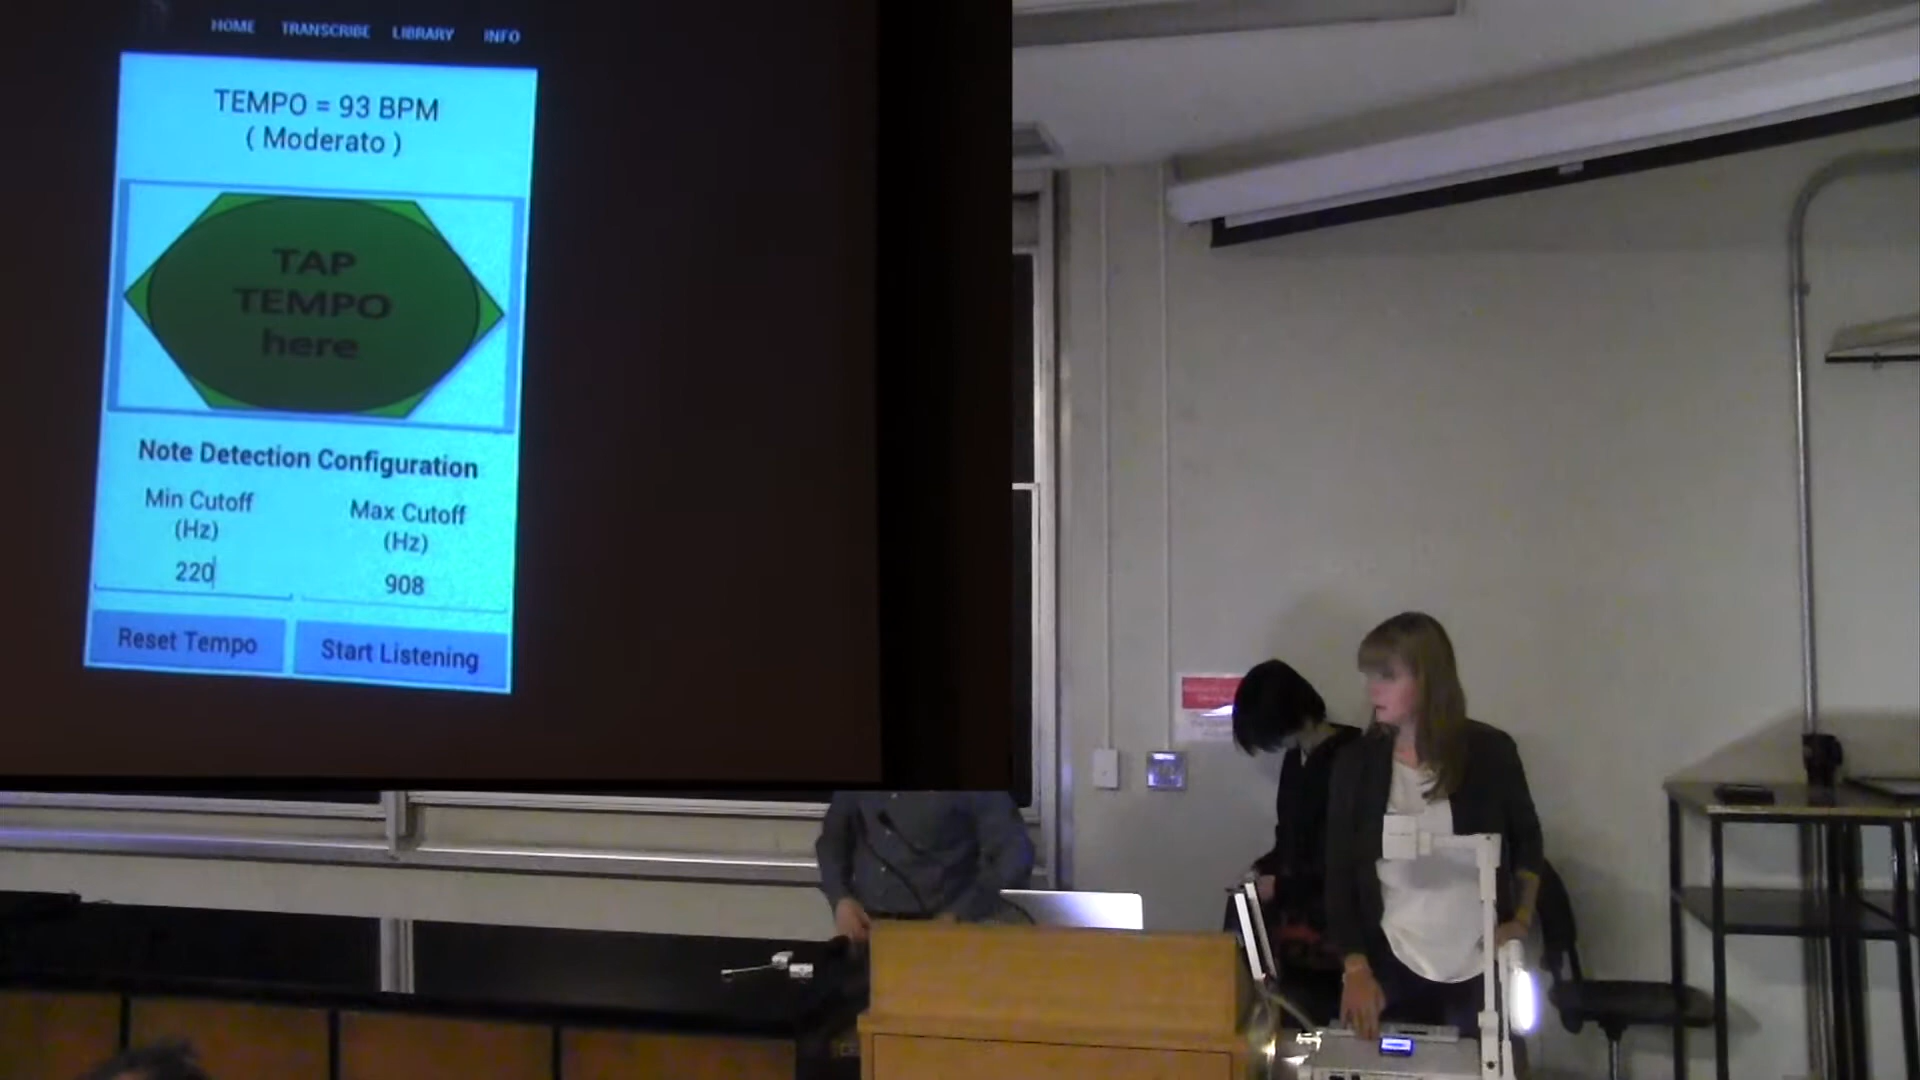 HOME TRANSCRIBE LIBRARY INFO
TEMPO = 93 BPM
( Moderato )
TAP
TEMPO
here
Note Detection Configuration
Min Cutoff
(Hz)
Max Cutoff
(Hz)
220
908
Reset Tempo
Start Listening